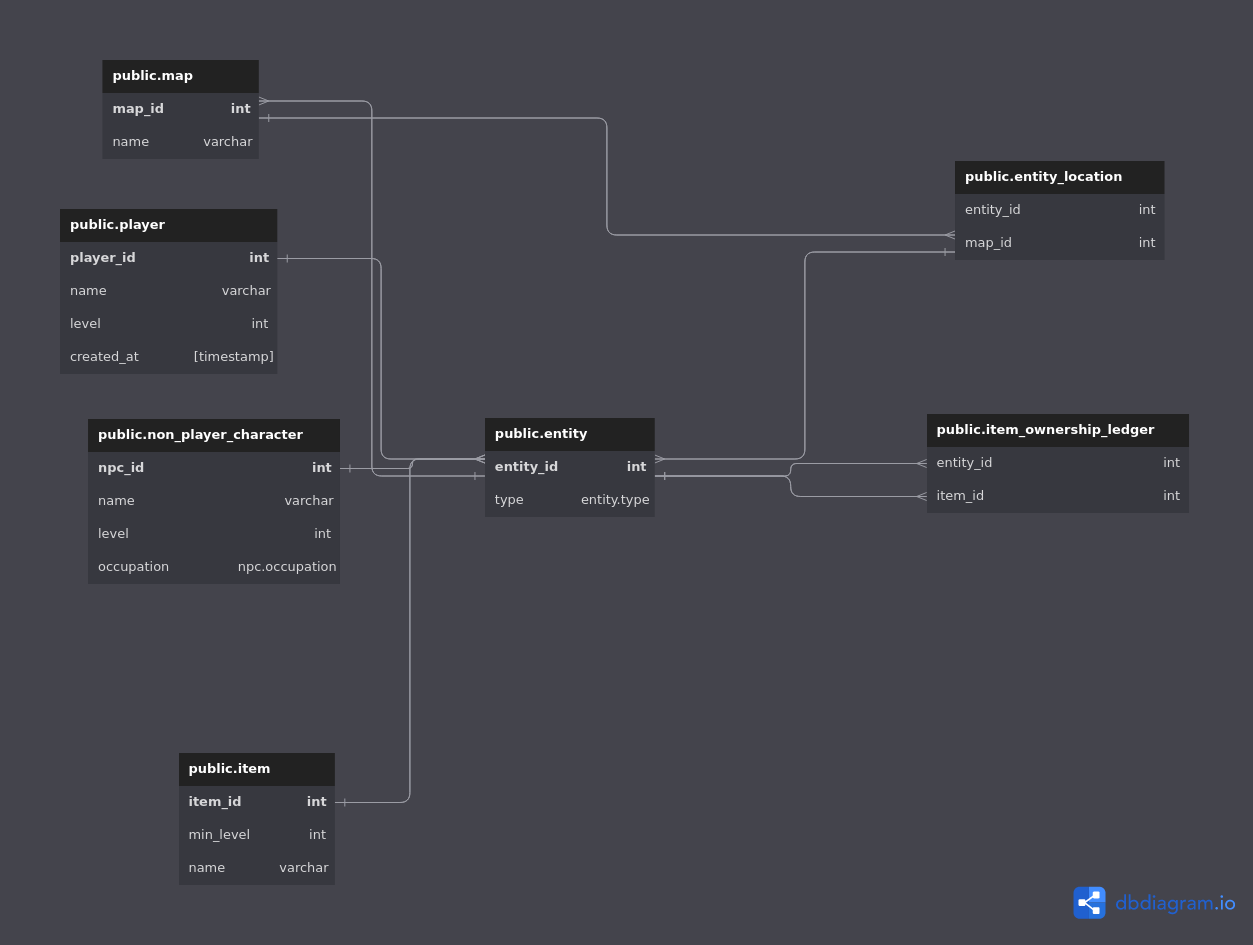 public.map
map_id int
name varchar
public.entity_location
entity_id int
map_id int
public.player
player_id int
name varchar
level int
created_at [timestamp]
public.non_player_character
npc_id int
name varchar
level int
occupation npc.occupation
public.entity
entity_id int
type entity.type
public.item_ownership_ledger
entity_id int
item_id int
public.item
item_id int
min_level int
name varchar
dbdiagram.io